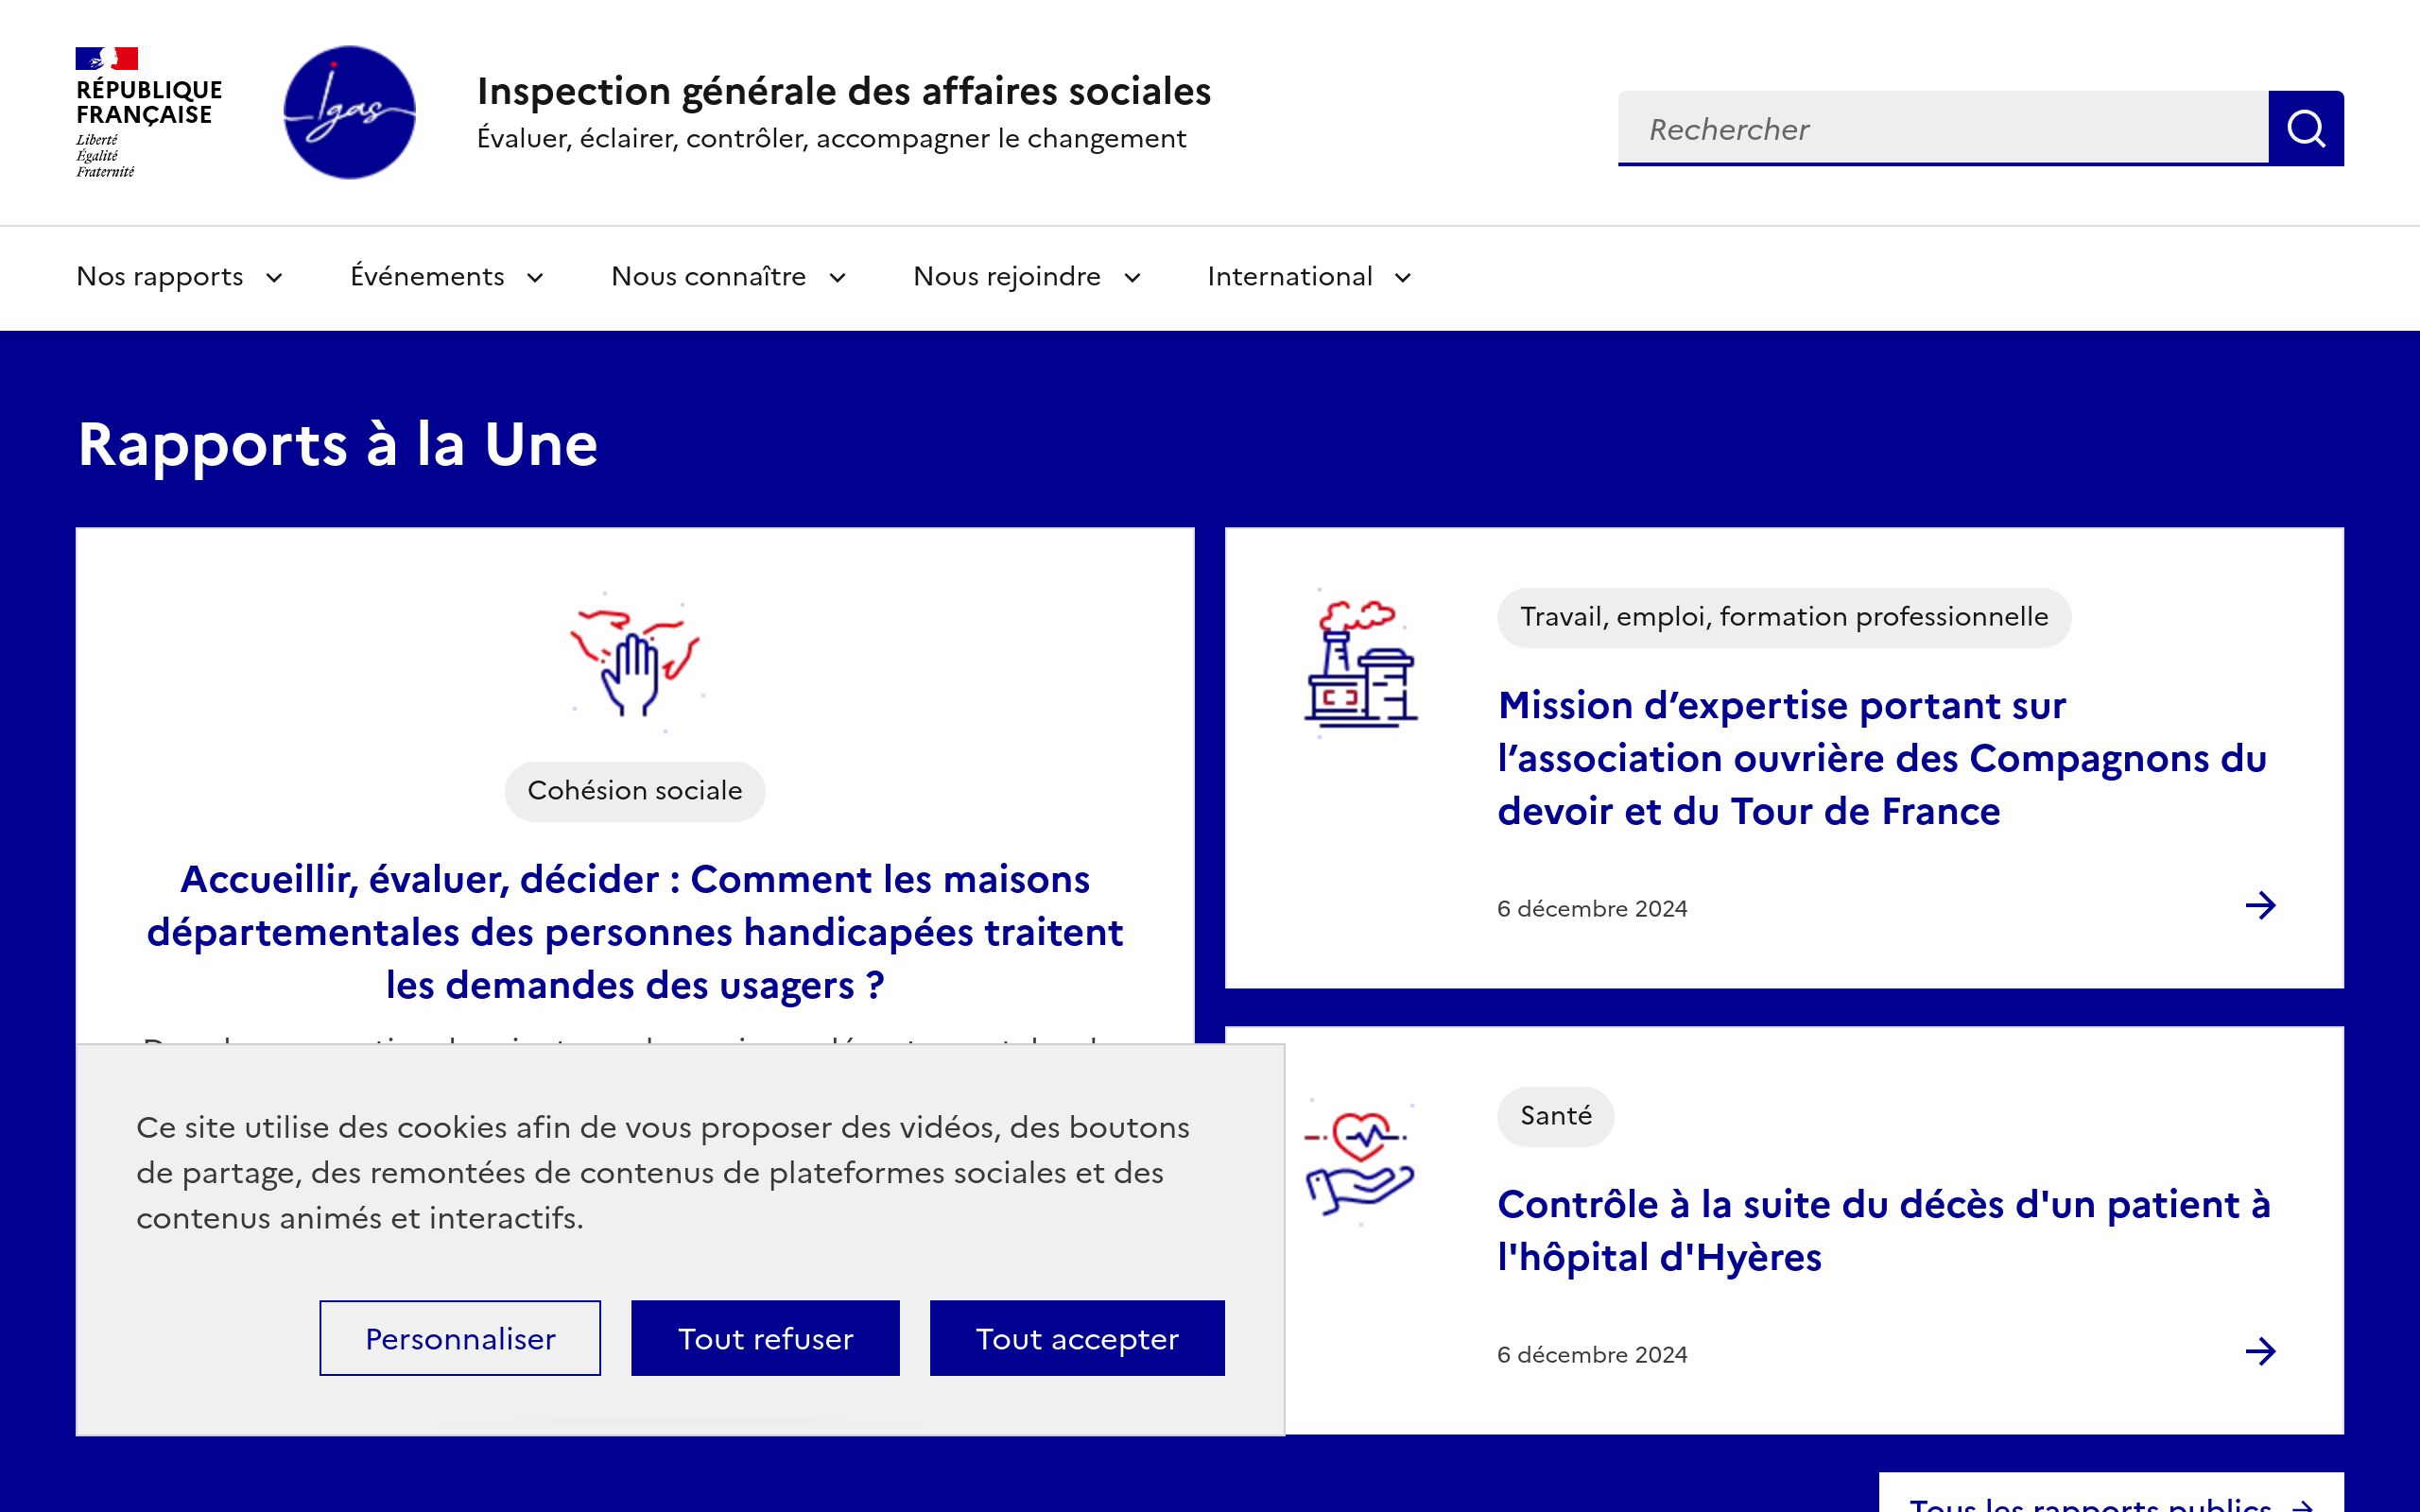 RÉPUBLIQUE
FRANÇAISE
Liberté
Égalité
Fraternité
Igas
Inspection générale des affaires sociales
Évaluer, éclairer, contrôler, accompagner le changement
Rechercher
Nos rapports
Événements
Nous connaître
Nous rejoindre
International
Rapports à la Une
Cohésion sociale
Accueillir, évaluer, décider : Comment les maisons
départementales des personnes handicapées traitent
les demandes des usagers ?
Travail, emploi, formation professionnelle
Mission d’expertise portant sur
l’association ouvrière des Compagnons du
devoir et du Tour de France
6 décembre 2024
Santé
Contrôle à la suite du décès d'un patient à
l'hôpital d'Hyères
6 décembre 2024
Ce site utilise des cookies afin de vous proposer des vidéos, des boutons
de partage, des remontées de contenus de plateformes sociales et des
contenus animés et interactifs.
Personnaliser
Tout refuser
Tout accepter
Tous les rapports publics